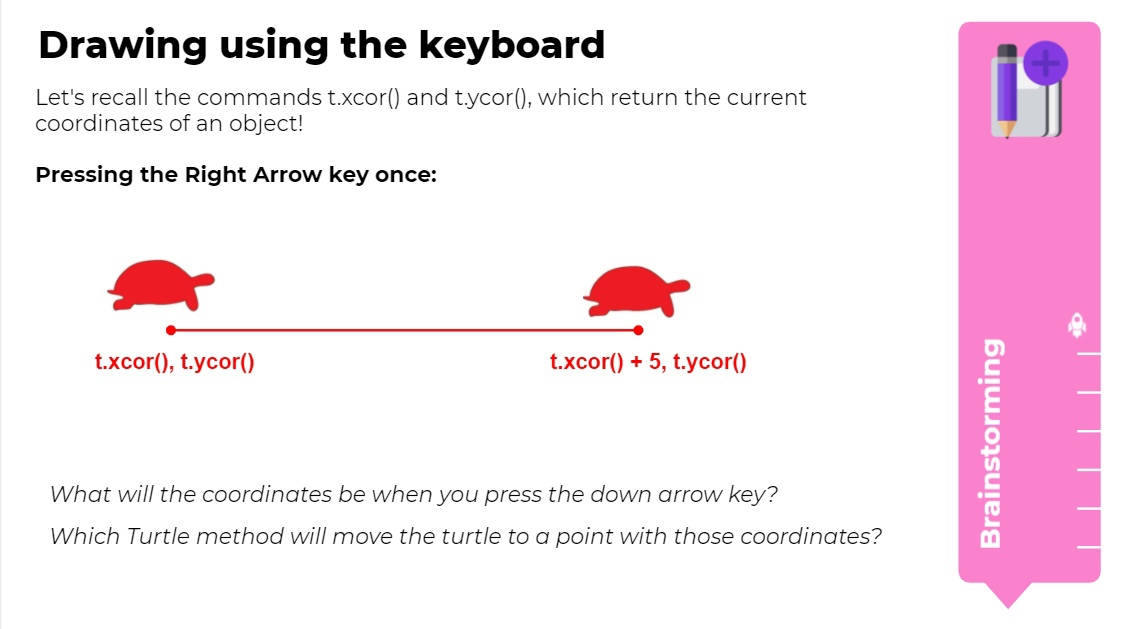 Drawing using the keyboard
Let's recall the commands t.xcor() and t.ycor(), which return the current
coordinates of an object!
Pressing the Right Arrow key once:
t.xcor(), t.ycor()
t.xcor() + 5, t.ycor()
What will the coordinates be when you press the down arrow key?
Which Turtle method will move the turtle to a point with those coordinates?
Brainstorming